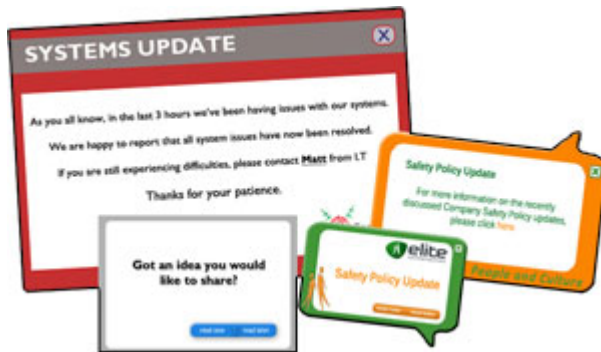 SYSTEMS UPDATE
X
As you all know, in the last 3 hours we've been having issues with our systems.
We are happy to report that all system issues have now been resolved.
If you are still experiencing difficulties, please contact Matt from I.T
Thanks for your patience.
Safety Policy Update
X
For more information on the recently
discussed Company Safety Policy updates,
please click here
People and Culture
Got an idea you would
like to share?
read now read later
elite
Safety Policy Update